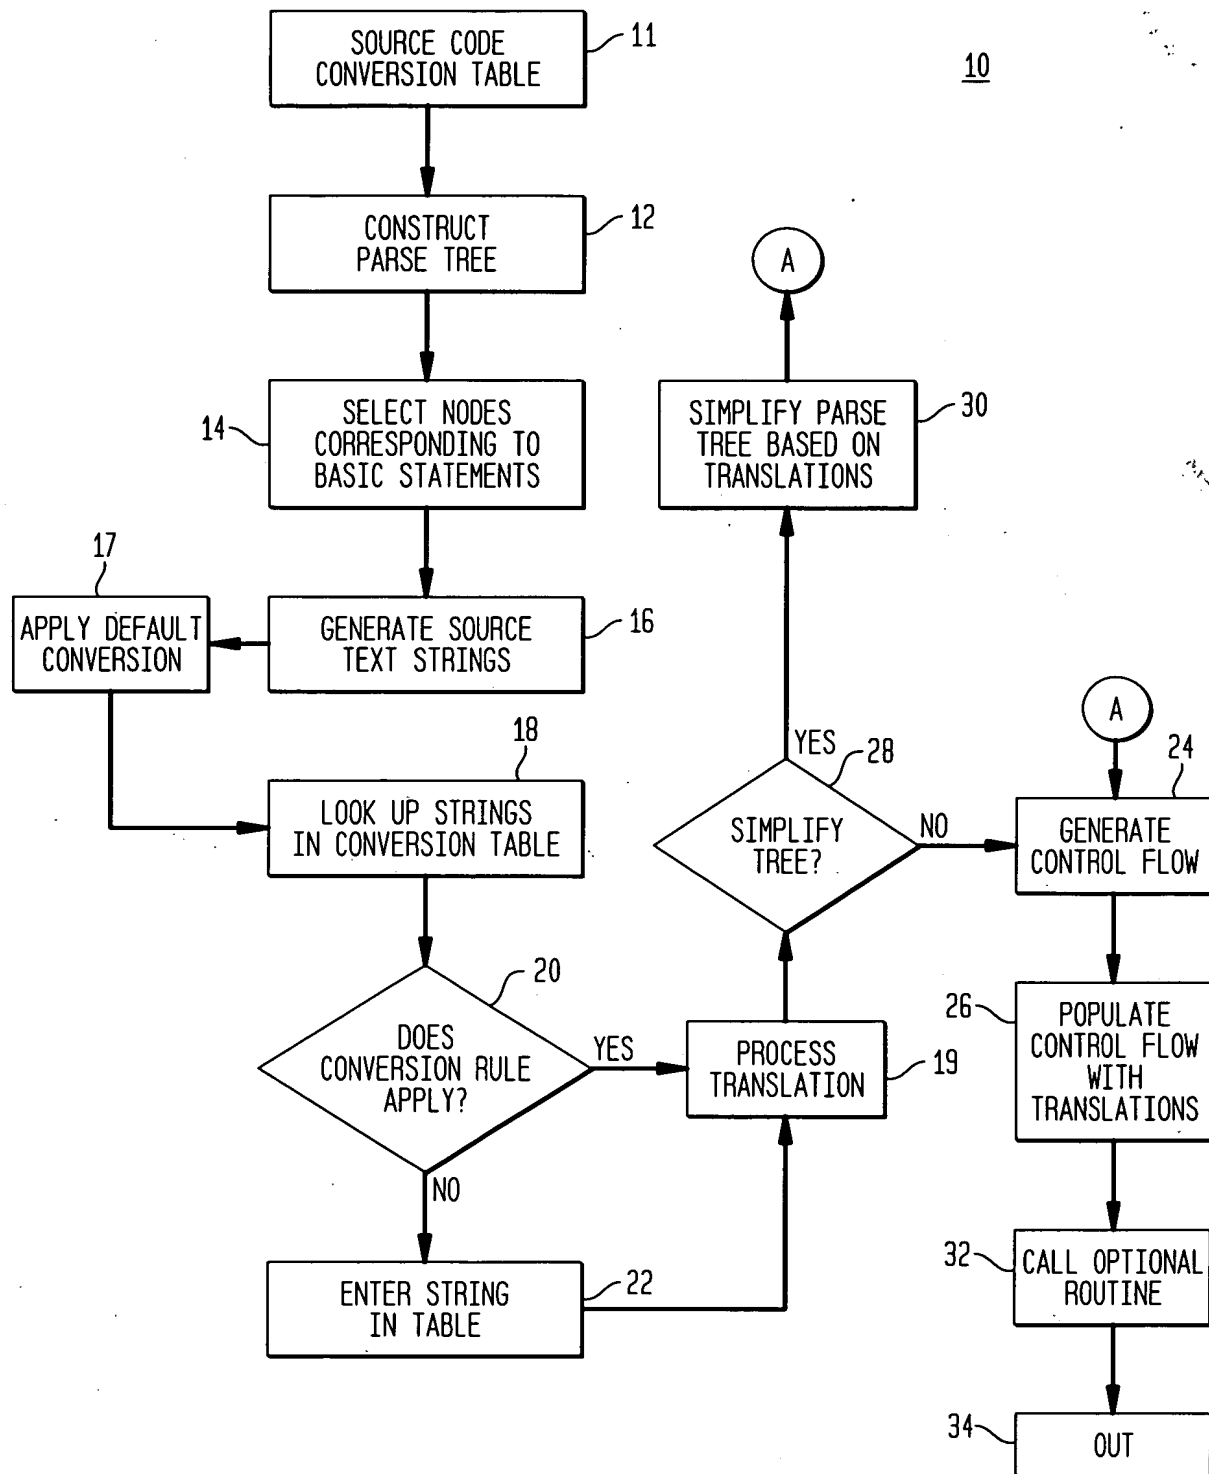 SOURCE CODE
CONVERSION TABLE
11
10
CONSTRUCT
PARSE TREE
12
A
SELECT NODES
CORRESPONDING TO
BASIC STATEMENTS
14
SIMPLIFY PARSE
TREE BASED ON
TRANSLATIONS
30
17
APPLY DEFAULT
CONVERSION
GENERATE SOURCE
TEXT STRINGS
16
18
LOOK UP STRINGS
IN CONVERSION TABLE
YES
28
SIMPLIFY
TREE?
NO
A
24
GENERATE
CONTROL FLOW
20
DOES
CONVERSION RULE
APPLY?
YES
NO
PROCESS
TRANSLATION
19
26
POPULATE
CONTROL FLOW
WITH
TRANSLATIONS
ENTER STRING
IN TABLE
22
32
CALL OPTIONAL
ROUTINE
34
OUT